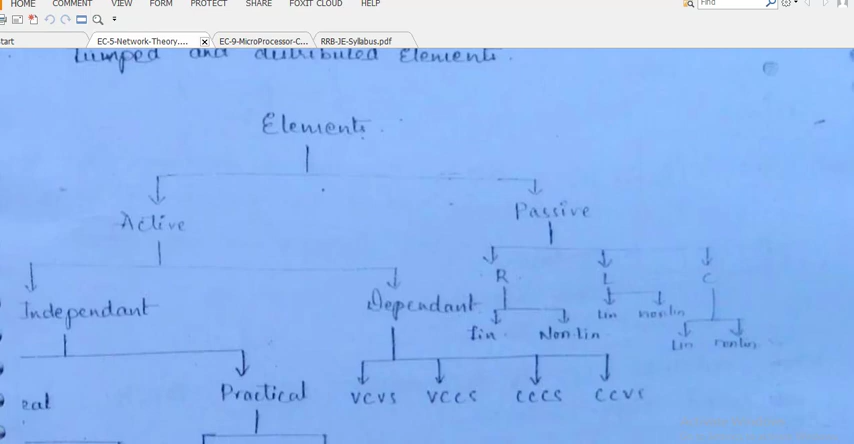 HOME COMMENT VIEW FORM PROTECT SHARE FOXIT CLOUD HELP
Find
tart EC-5-Network-Theory.... EC-9-MicroProcessor-C... RRB-JE-Syllabus.pdf
Lumped and distributed Elements.
Elements.
Active Passive
R L C
Independant Dependant
Lin Non lin Lin nonlin Lin nonlin
eal Practical VCVS VCCS CCCS CCVS